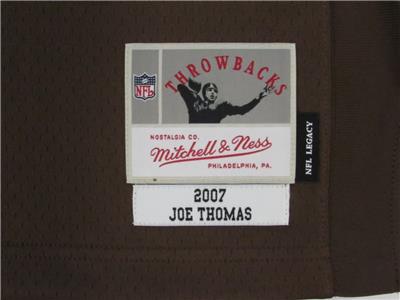 THROWBACKS
NFL
NOSTALGIA CO.
Mitchell & Ness
PHILADELPHIA, PA.
NFL LEGACY
2007
JOE THOMAS